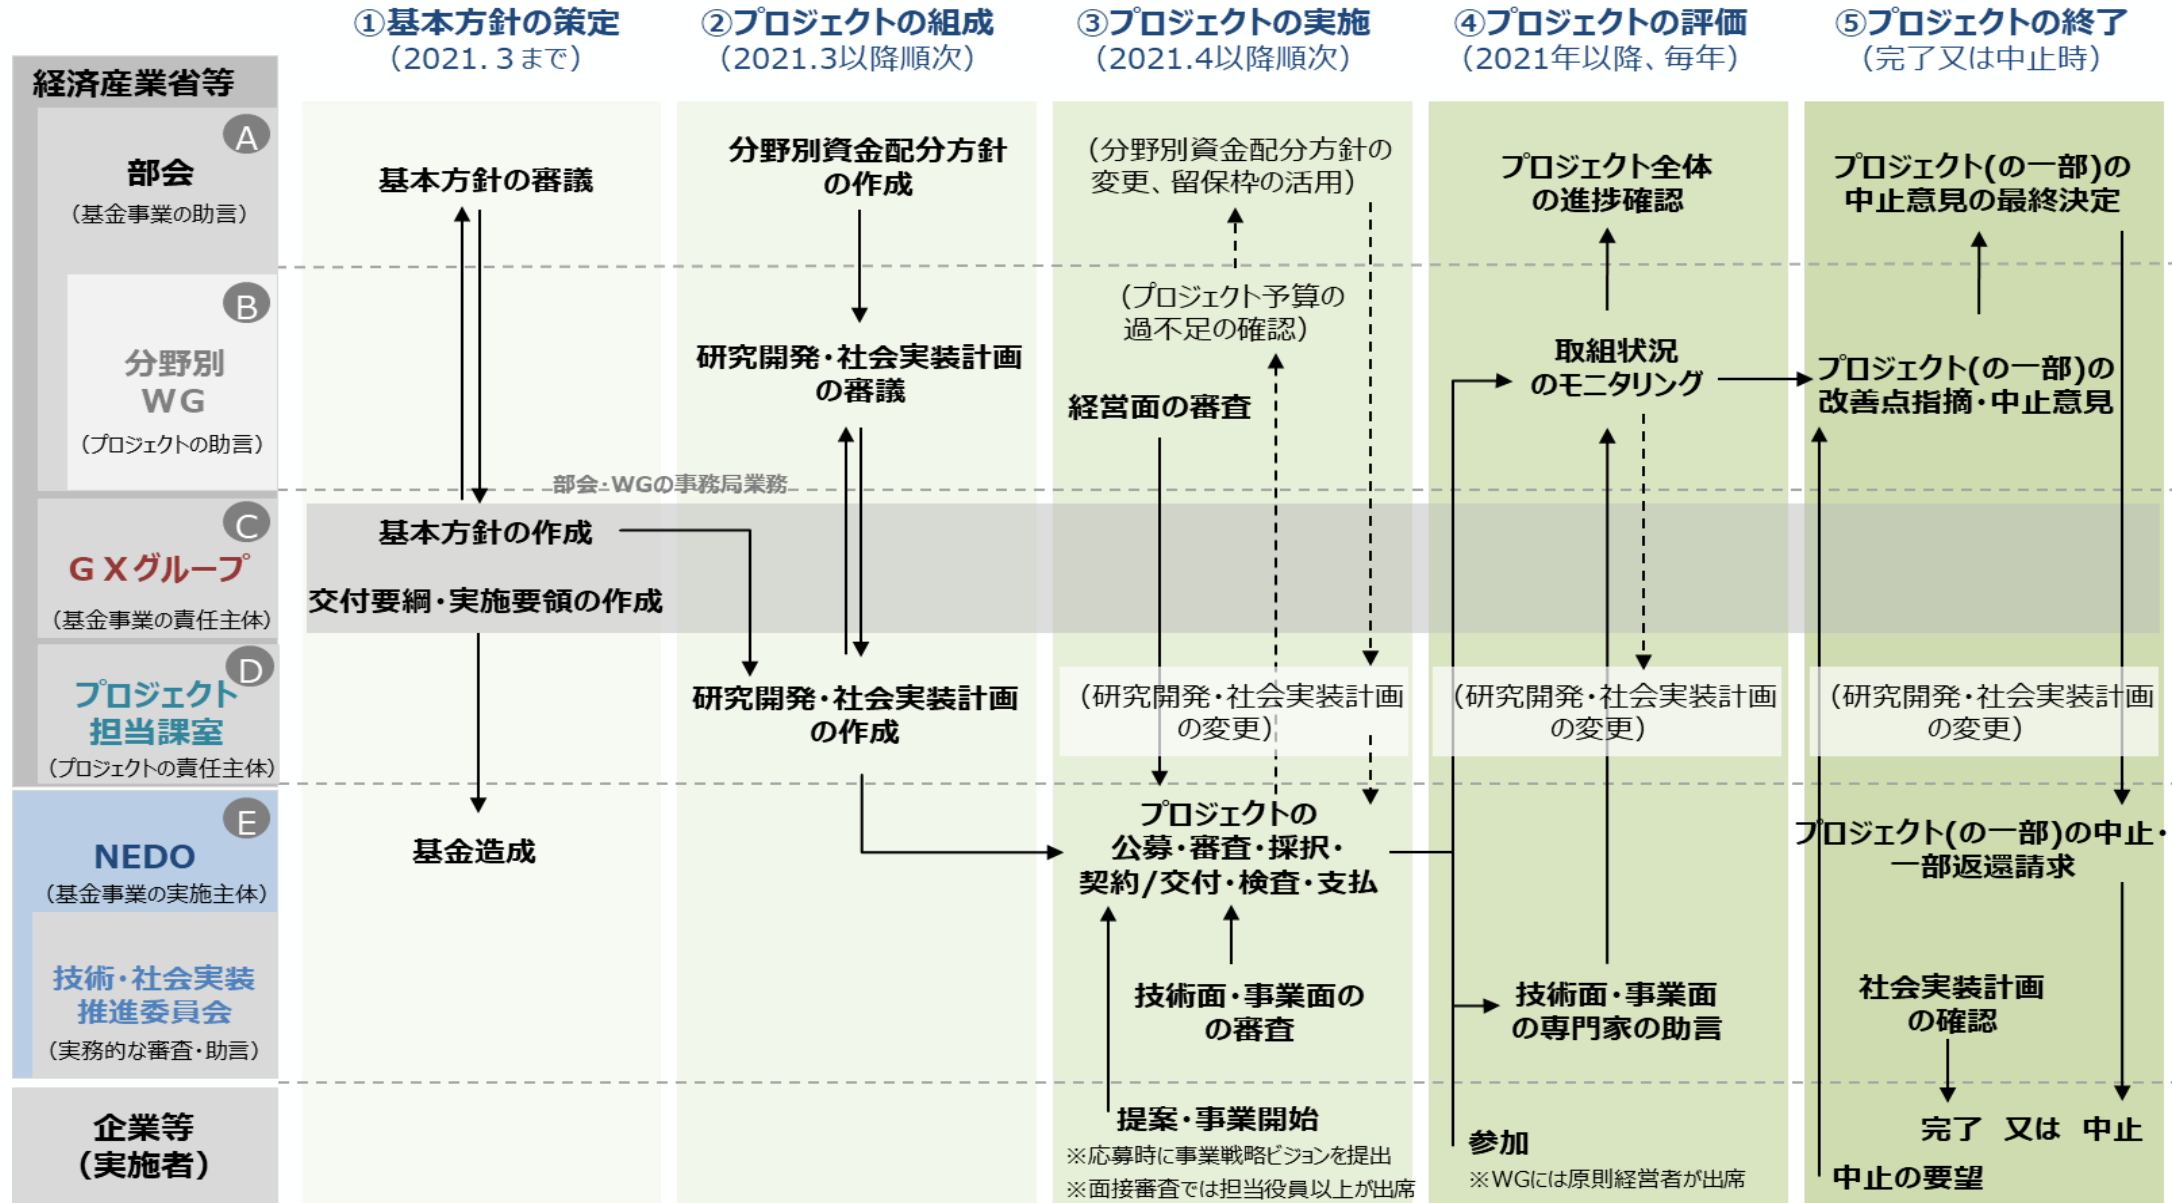 ①基本方針の策定
（2021.３まで）
②プロジェクトの組成
（2021.3以降順次）
③プロジェクトの実施
（2021.4以降順次）
④プロジェクトの評価
（2021年以降、毎年）
⑤プロジェクトの終了
（完了又は中止時）
経済産業省等
A
部会
（基金事業の助言）
基本方針の審議
分野別資金配分方針
の作成
（分野別資金配分方針の
変更、留保枠の活用）
プロジェクト全体
の進捗確認
プロジェクト(の一部)の
中止意見の最終決定
B
分野別
WG
（プロジェクトの助言）
研究開発・社会実装計画
の審議
（プロジェクト予算の
過不足の確認）
経営面の審査
取組状況
のモニタリング
プロジェクト(の一部)の
改善点指摘・中止意見
部会・WGの事務局業務
C
ＧＸグループ
（基金事業の責任主体）
基本方針の作成
交付要綱・実施要領の作成
D
プロジェクト
担当課室
（プロジェクトの責任主体）
研究開発・社会実装計画
の作成
（研究開発・社会実装計画
の変更）
（研究開発・社会実装計画
の変更）
（研究開発・社会実装計画
の変更）
E
NEDO
（基金事業の実施主体）
基金造成
プロジェクトの
公募・審査・採択・
契約/交付・検査・支払
プロジェクト(の一部)の中止・
一部返還請求
技術・社会実装
推進委員会
（実務的な審査・助言）
技術面・事業面の
の審査
技術面・事業面
の専門家の助言
社会実装計画
の確認
企業等
（実施者）
提案・事業開始
※応募時に事業戦略ビジョンを提出
※面接審査では担当役員以上が出席
参加
※WGには原則経営者が出席
完了 又は 中止
中止の要望